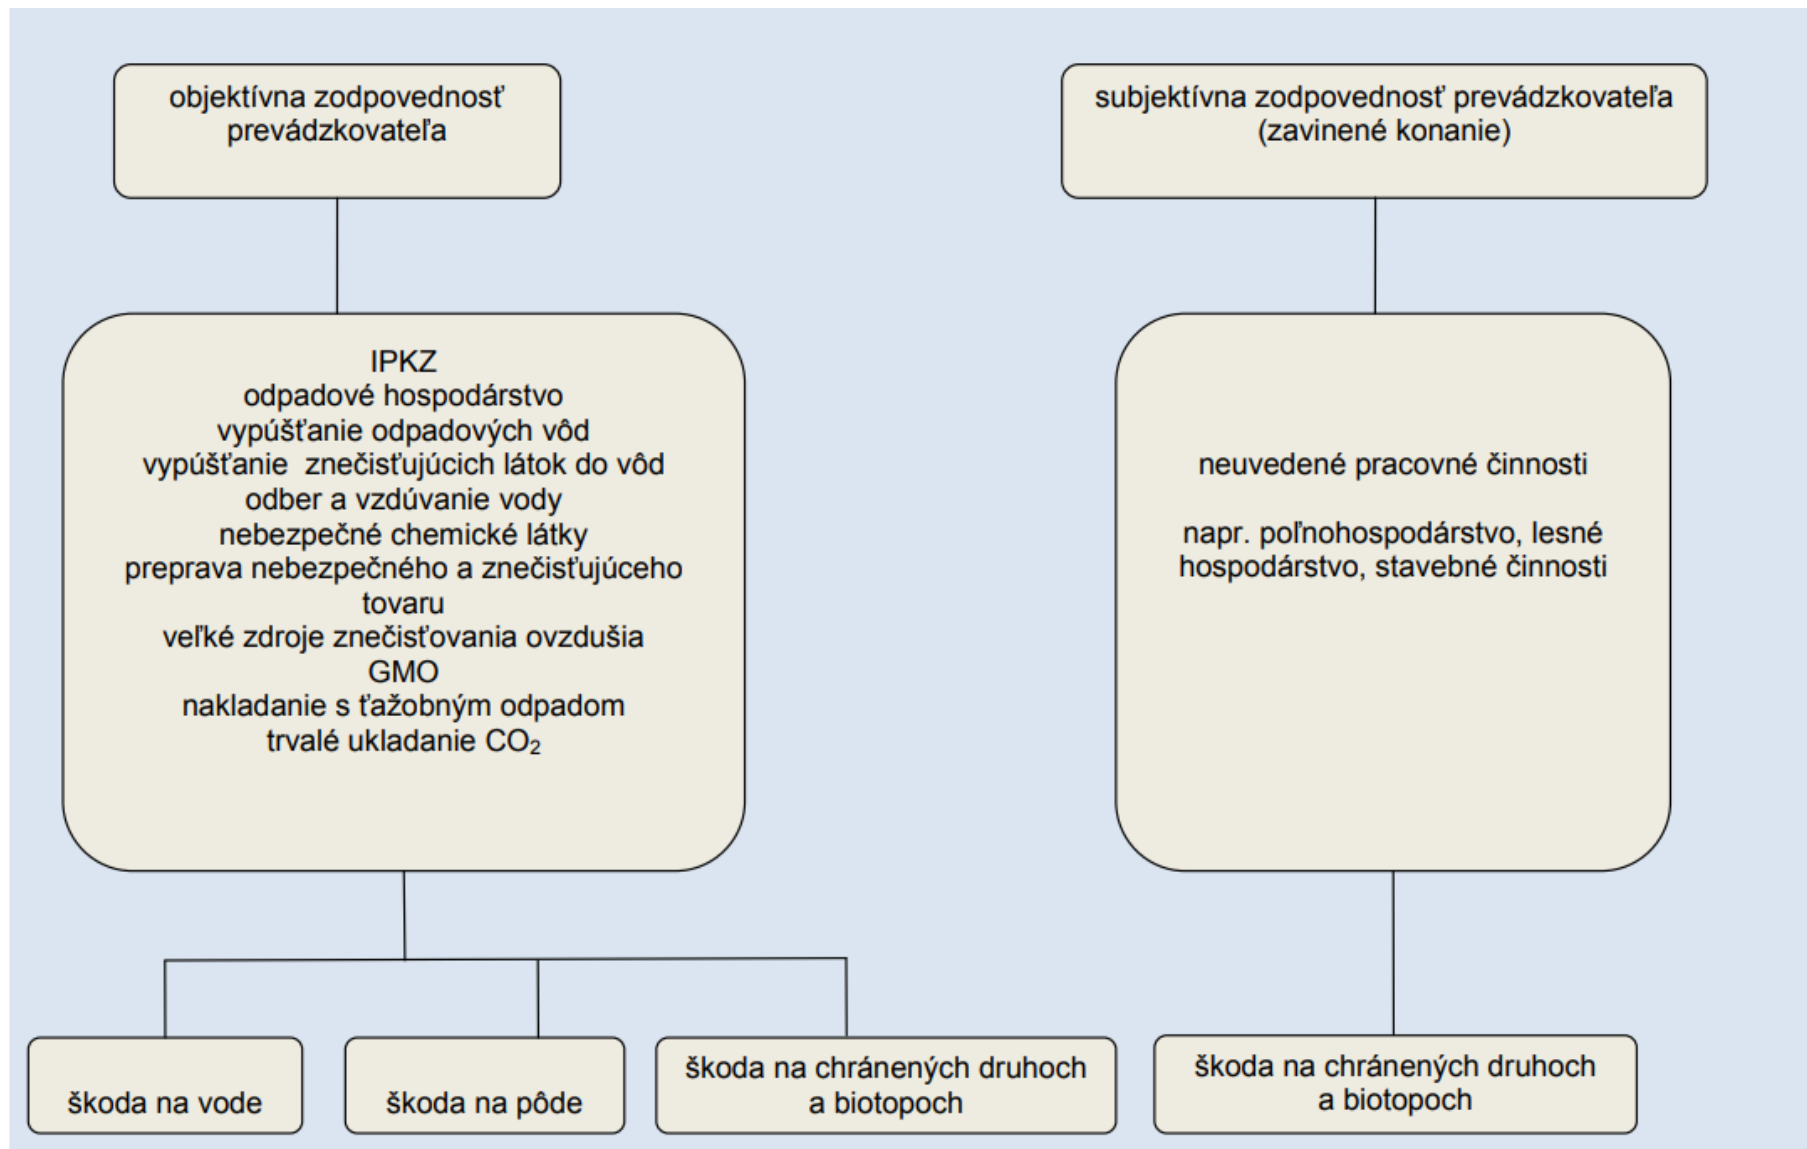 objektívna zodpovednosť
prevádzkovateľa
subjektívna zodpovednosť prevádzkovateľa
(zavinené konanie)
IPKZ
odpadové hospodárstvo
vypúšťanie odpadových vôd
vypúšťanie znečisťujúcich látok do vôd
odber a vzdúvanie vody
nebezpečné chemické látky
preprava nebezpečného a znečisťujúceho
tovaru
veľké zdroje znečisťovania ovzdušia
GMO
nakladanie s ťažobným odpadom
trvalé ukladanie CO₂
neuvedené pracovné činnosti
napr. poľnohospodárstvo, lesné
hospodárstvo, stavebné činnosti
škoda na vode
škoda na pôde
škoda na chránených druhoch
a biotopoch
škoda na chránených druhoch
a biotopoch